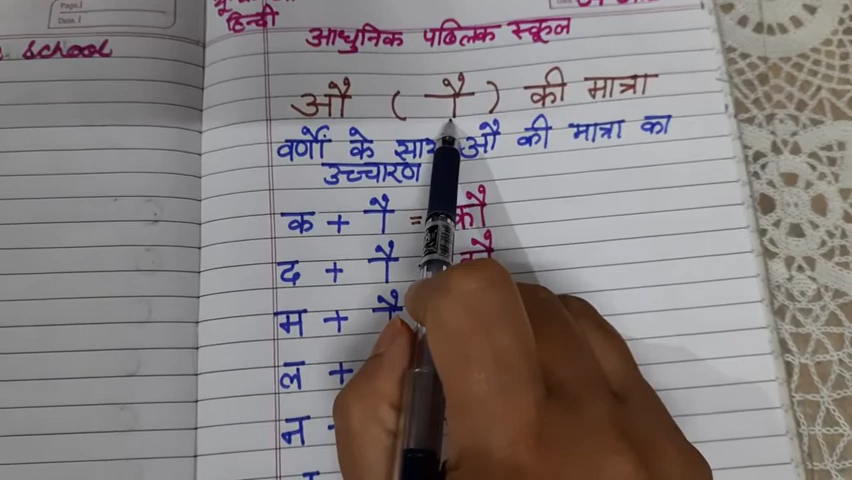 Page.
Date.
School
हिन्दी
आधुनिक पब्लिक स्कूल
औ ( ौ ) की मात्रा
वर्णों के औ की मात्रा का
उच्चारण
क + ौ = कौ
द + ौ
म + ौ
ल +
न